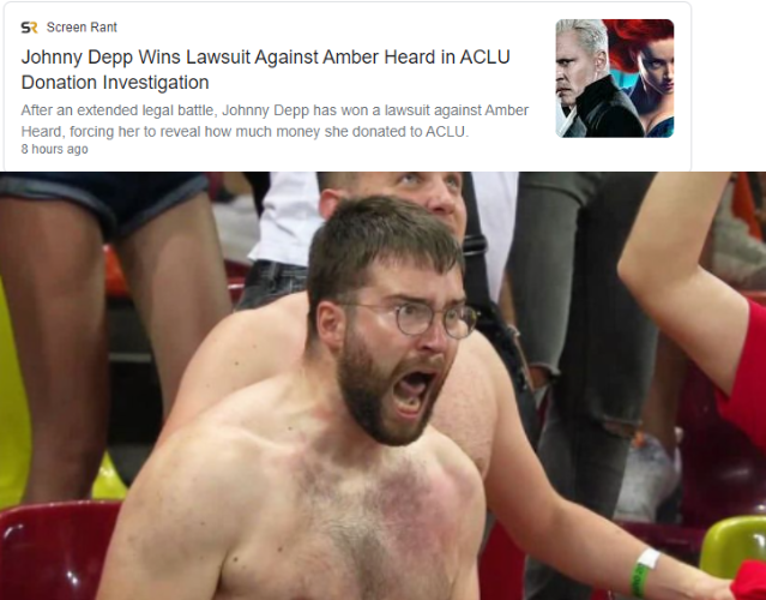 SR Screen Rant
Johnny Depp Wins Lawsuit Against Amber Heard in ACLU
Donation Investigation
After an extended legal battle, Johnny Depp has won a lawsuit against Amber
Heard, forcing her to reveal how much money she donated to ACLU.
8 hours ago